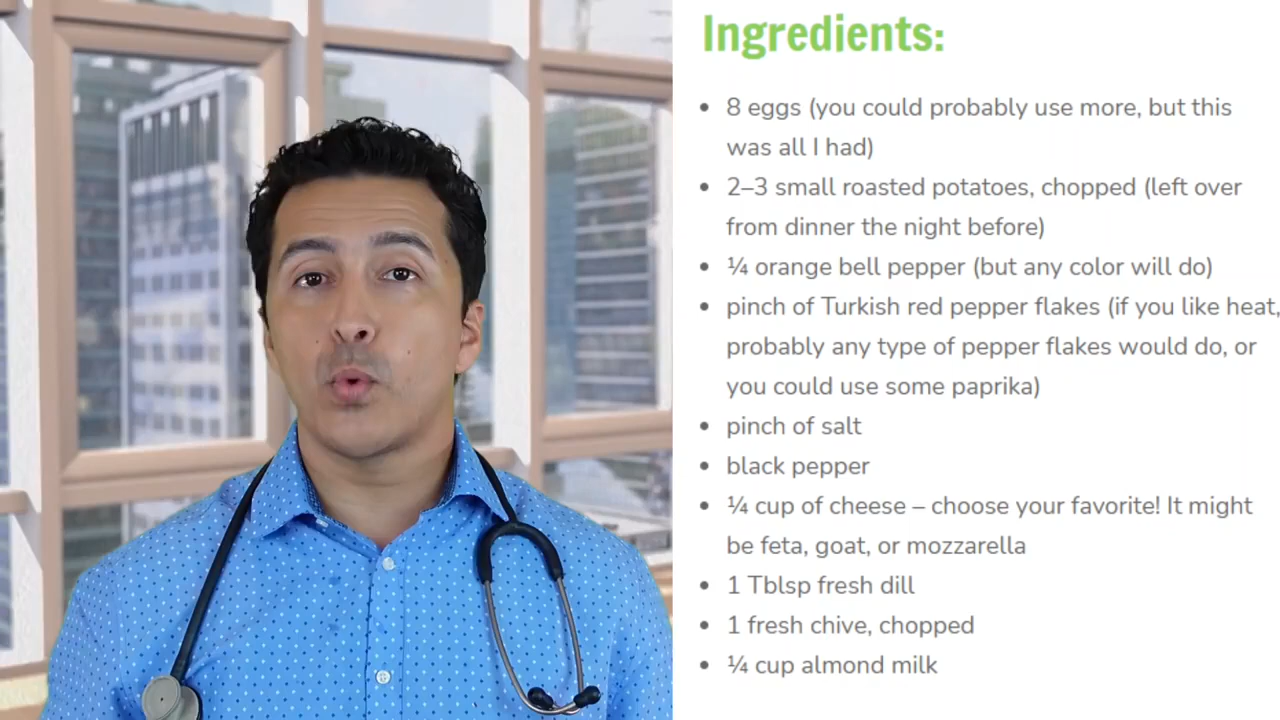 Ingredients:
8 eggs (you could probably use more, but this
was all I had)
2–3 small roasted potatoes, chopped (left over
from dinner the night before)
¼ orange bell pepper (but any color will do)
pinch of Turkish red pepper flakes (if you like heat,
probably any type of pepper flakes would do, or
you could use some paprika)
pinch of salt
black pepper
¼ cup of cheese – choose your favorite! It might
be feta, goat, or mozzarella
1 Tblsp fresh dill
1 fresh chive, chopped
¼ cup almond milk